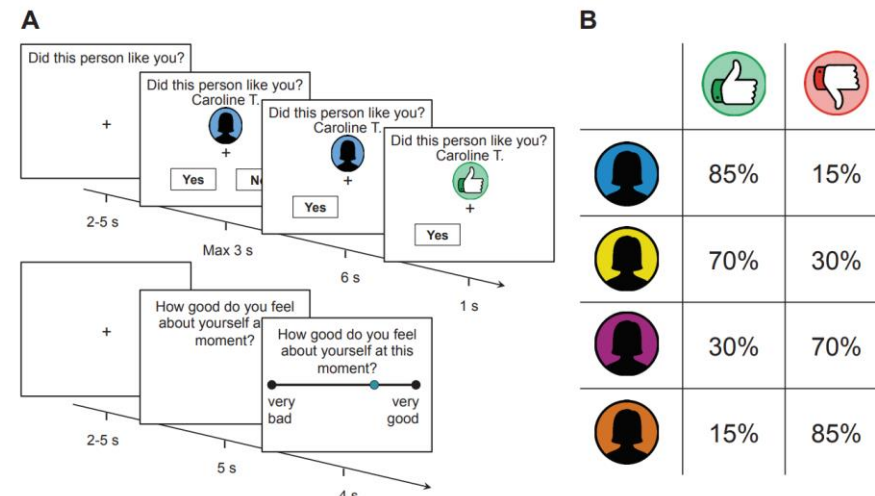 A
Did this person like you?
+
2-5 s
Did this person like you?
Caroline T.
+
Yes
Max 3 s
Did this person like you?
Caroline T.
+
Yes
6 s
Did this person like you?
Caroline T.
+
Yes
1 s
+
2-5 s
How good do you feel
about yourself
moment?
5 s
How good do you feel
about yourself at this
moment?
very bad
very good
B
85% 15%
70% 30%
30% 70%
15% 85%